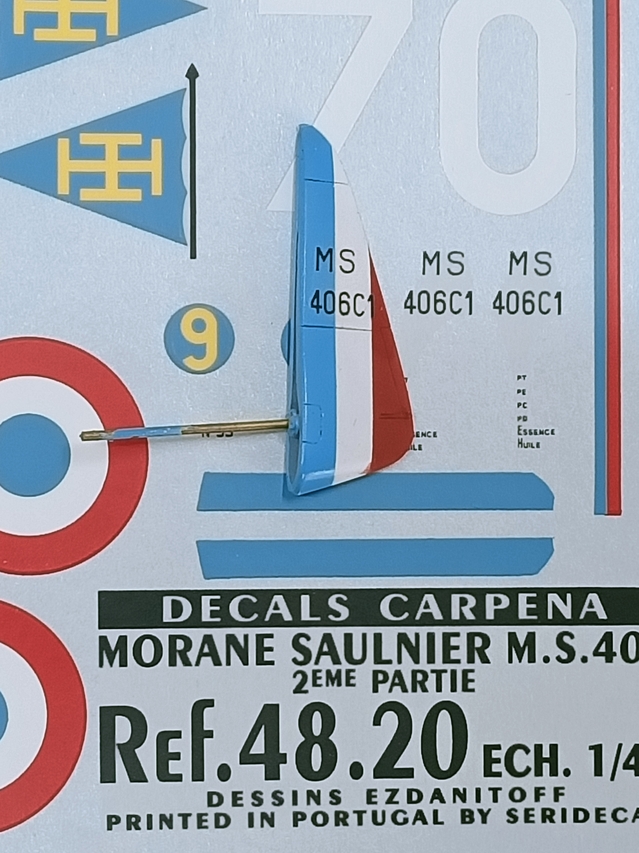 70
MS
406C1
MS
406C1
MS
406C1
9
PT
PE
PC
PD
ESSENCE
HUILE
DECALS CARPENA
MORANE SAULNIER M.S.40
2EME PARTIE
REf.48.20 ECH. 1/4
DESSINS EZDANITOFF
PRINTED IN PORTUGAL BY SERIDECA